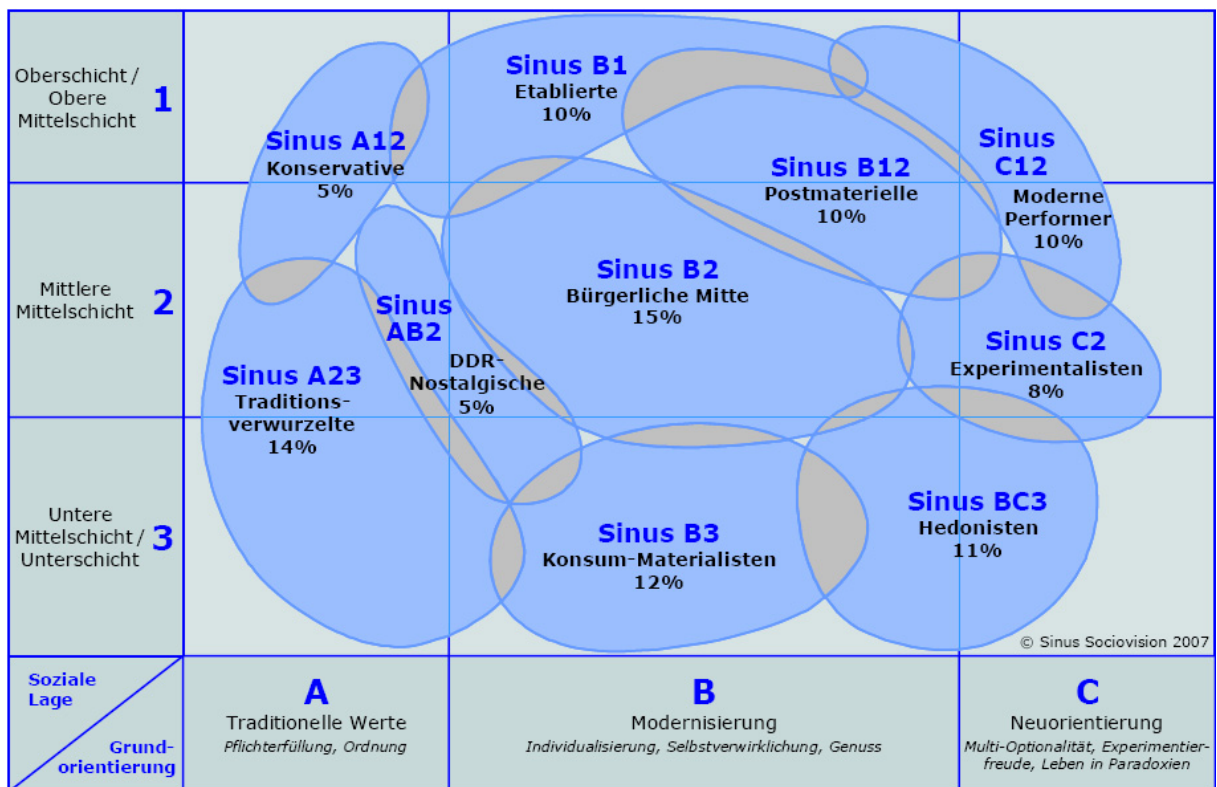 Oberschicht /
Obere
Mittelschicht
1
Sinus B1
Etablierte
10%
Sinus A12
Konservative
5%
Sinus B12
Postmaterielle
10%
Sinus
C12
Moderne
Performer
10%
Mittlere
Mittelschicht
2
Sinus B2
Bürgerliche Mitte
15%
Sinus
AB2
DDR-
Nostalgische
5%
Sinus A23
Traditions-
verwurzelte
14%
Sinus C2
Experimentalisten
8%
Untere
Mittelschicht /
Unterschicht
3
Sinus B3
Konsum-Materialisten
12%
Sinus BC3
Hedonisten
11%
© Sinus Sociovision 2007
Soziale
Lage
Grund-
orientierung
A
Traditionelle Werte
Pflichterfüllung, Ordnung
B
Modernisierung
Individualisierung, Selbstverwirklichung, Genuss
C
Neuorientierung
Multi-Optionalität, Experimentier-
freude, Leben in Paradoxien